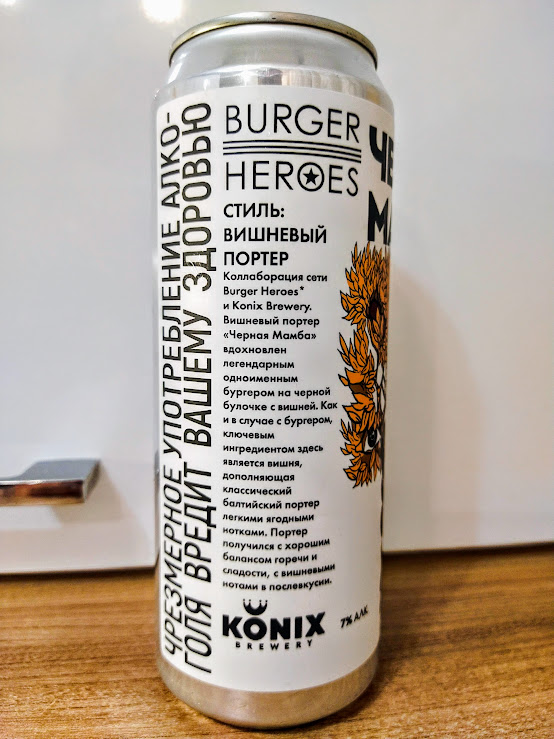 ЧРЕЗМЕРНОЕ УПОТРЕБЛЕНИЕ АЛКО-
ГОЛЯ ВРЕДИТ ВАШЕМУ ЗДОРОВЬЮ
BURGER
HEROES
СТИЛЬ:
ВИШНЕВЫЙ
ПОРТЕР
Коллаборация сети
Burger Heroes*
и Konix Brewery.
Вишневый портер
«Черная Мамба»
вдохновлен
легендарным
одноименным
бургером на черной
булочке с вишней. Как
и в случае с бургером,
ключевым
ингредиентом здесь
является вишня,
дополняющая
классический
балтийский портер
легкими ягодными
нотками. Портер
получился с хорошим
балансом горечи и
сладости, с вишневыми
нотами в послевкусии.
KONIX
BREWERY
7% АЛК